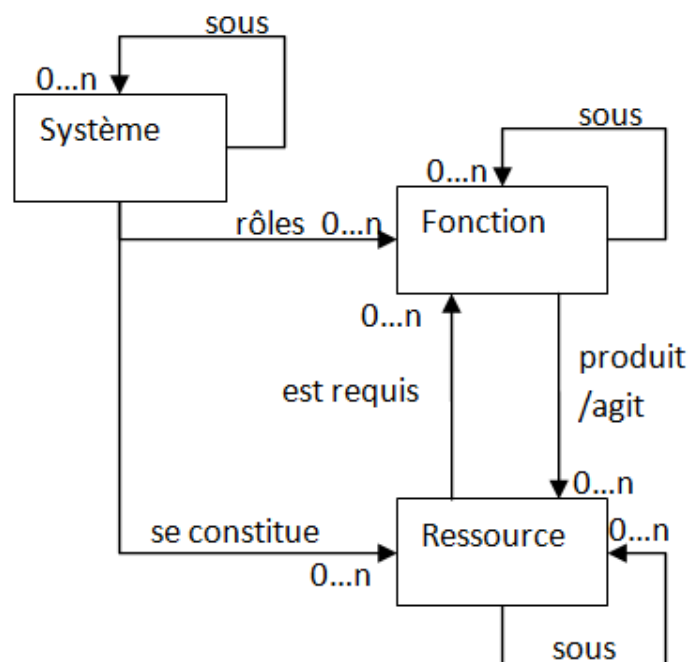 sous
0...n
Système
sous
0...n
rôles 0...n
Fonction
0...n
produit
/agit
est requis
0...n
Ressource
0...n
se constitue
0...n
sous